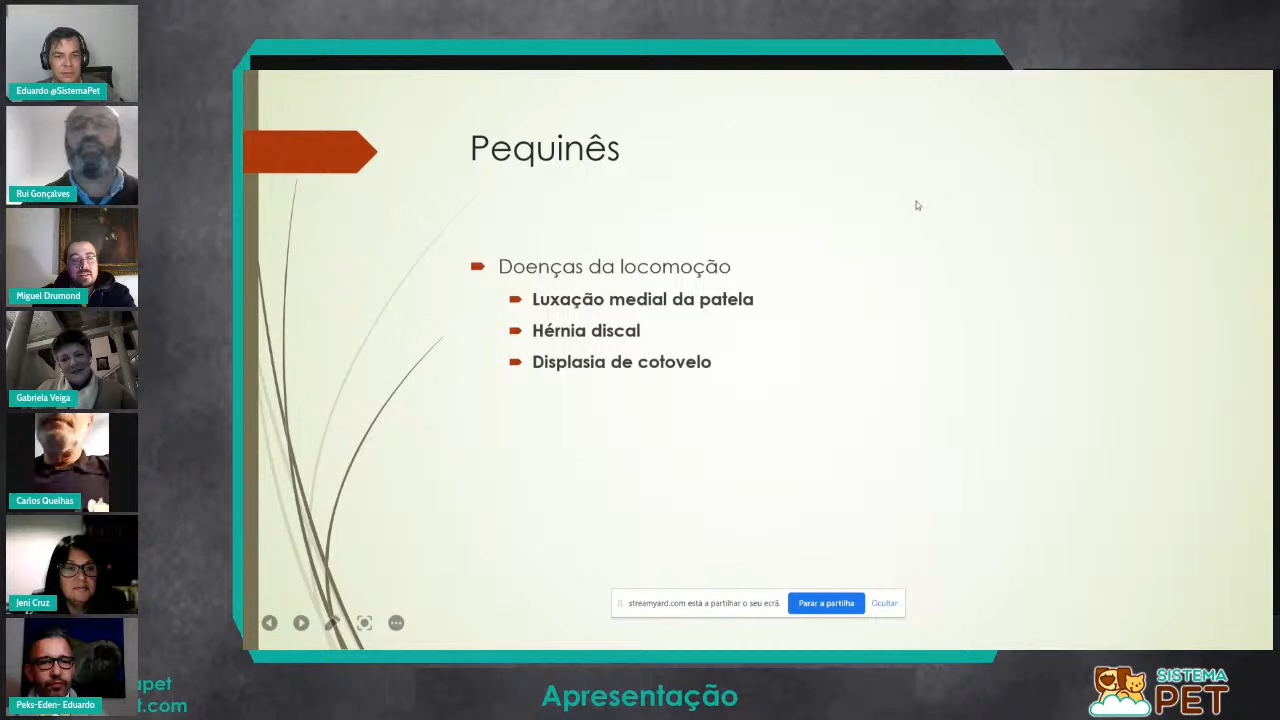 Eduardo @SistemaPet
Rui Gonçalves
Miguel Drumond
Gabriela Veiga
Carlos Quelhas
Jeni Cruz
Peks-Eden- Eduardo
Pequinês
Doenças da locomoção
Luxação medial da patela
Hérnia discal
Displasia de cotovelo
streamyard.com está a partilhar o seu ecrã.
Parar a partilha
Ocultar
apet
t.com
Apresentação
SISTEMA
PET